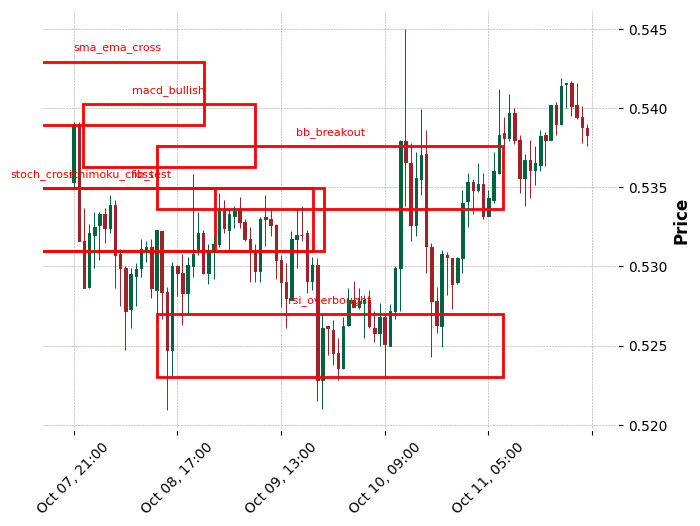 sma_ema_cross
macd_bullish
bb_breakout
stoch_cross
fib_test
rsi_overbought
0.545
0.540
0.535
0.530
0.525
0.520
Price
Oct 07, 21:00
Oct 08, 17:00
Oct 09, 13:00
Oct 10, 09:00
Oct 11, 05:00